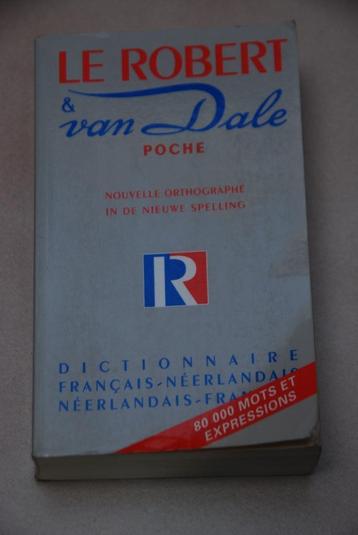 LE ROBERT
& van Dale
POCHE
NOUVELLE ORTHOGRAPHE
IN DE NIEUWE SPELLING
R
DICTIONNAIRE
FRANÇAIS-NÉERLANDAIS
NÉERLANDAIS-FRAN
80 000 MOTS ET
EXPRESSIONS